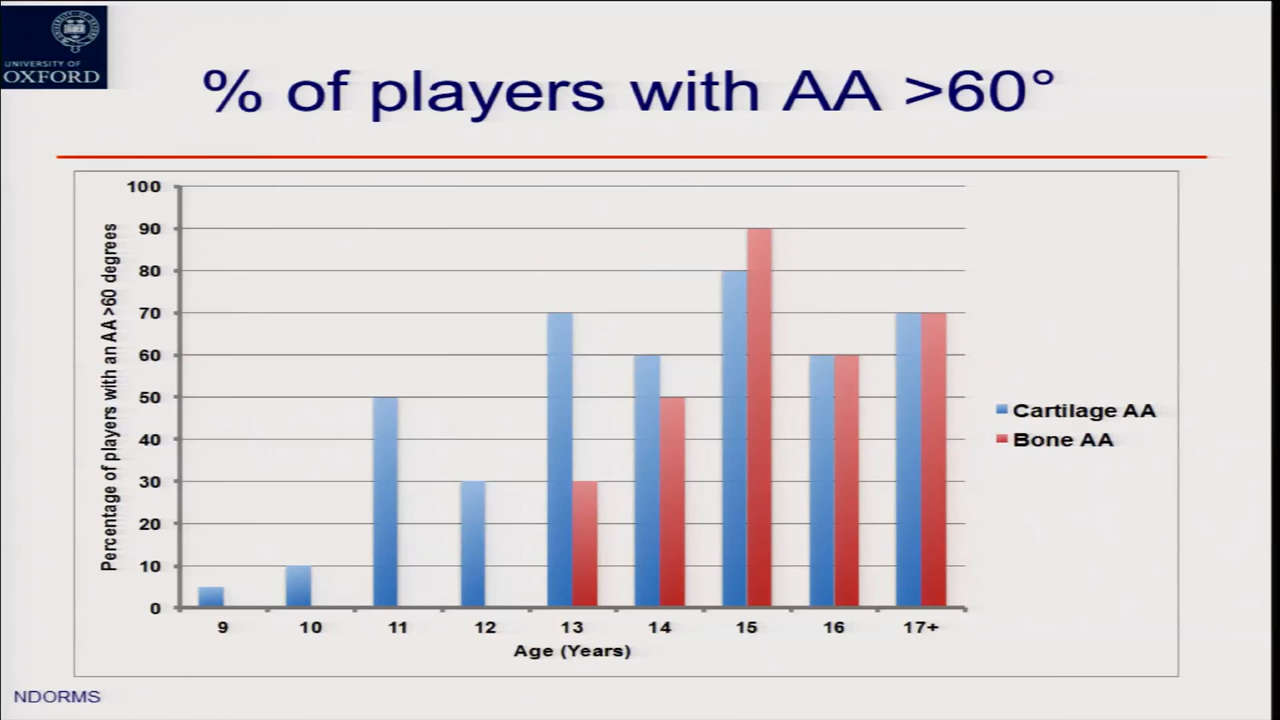 UNIVERSITY OF
OXFORD
% of players with AA >60°
Percentage of players with an AA >60 degrees
100
90
80
70
60
50
40
30
20
10
0
9 10 11 12 13 14 15 16 17+
Age (Years)
Cartilage AA
Bone AA
NDORMS